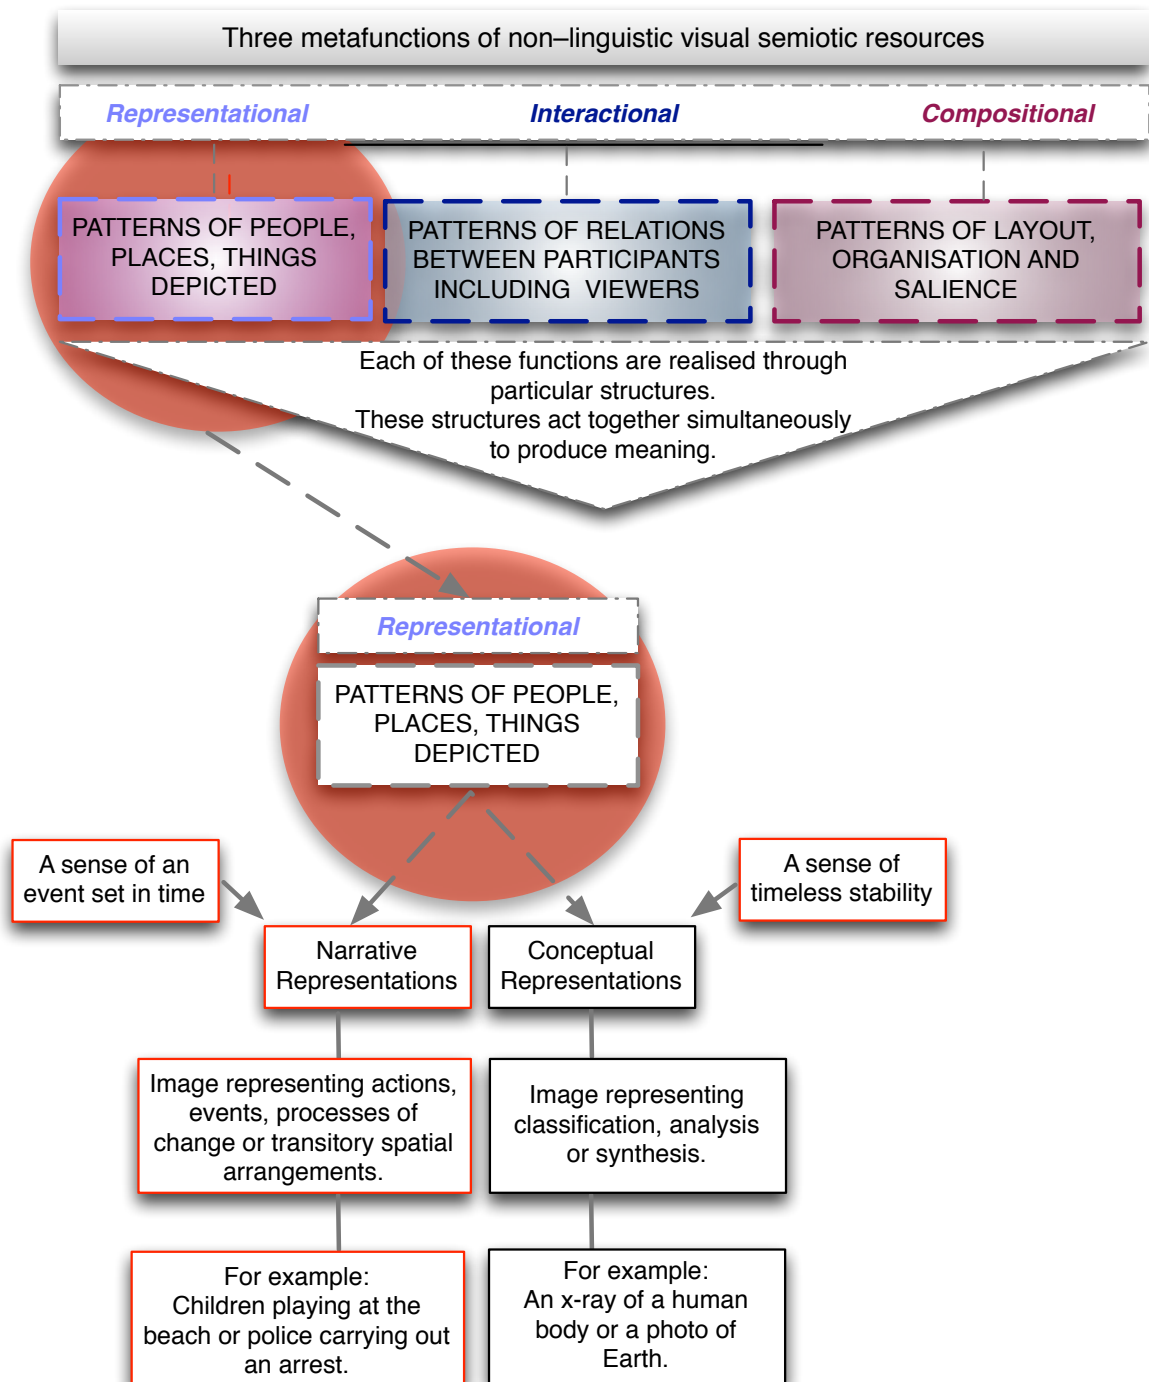 Three metafunctions of non–linguistic visual semiotic resources
Representational
Interactional
Compositional
PATTERNS OF PEOPLE,
PLACES, THINGS
DEPICTED
PATTERNS OF RELATIONS
BETWEEN PARTICIPANTS
INCLUDING VIEWERS
PATTERNS OF LAYOUT,
ORGANISATION AND
SALIENCE
Each of these functions are realised through
particular structures.
These structures act together simultaneously
to produce meaning.
Representational
PATTERNS OF PEOPLE,
PLACES, THINGS
DEPICTED
A sense of an
event set in time
A sense of
timeless stability
Narrative
Representations
Conceptual
Representations
Image representing actions,
events, processes of
change or transitory spatial
arrangements.
Image representing
classification, analysis
or synthesis.
For example:
Children playing at the
beach or police carrying out
an arrest.
For example:
An x-ray of a human
body or a photo of
Earth.